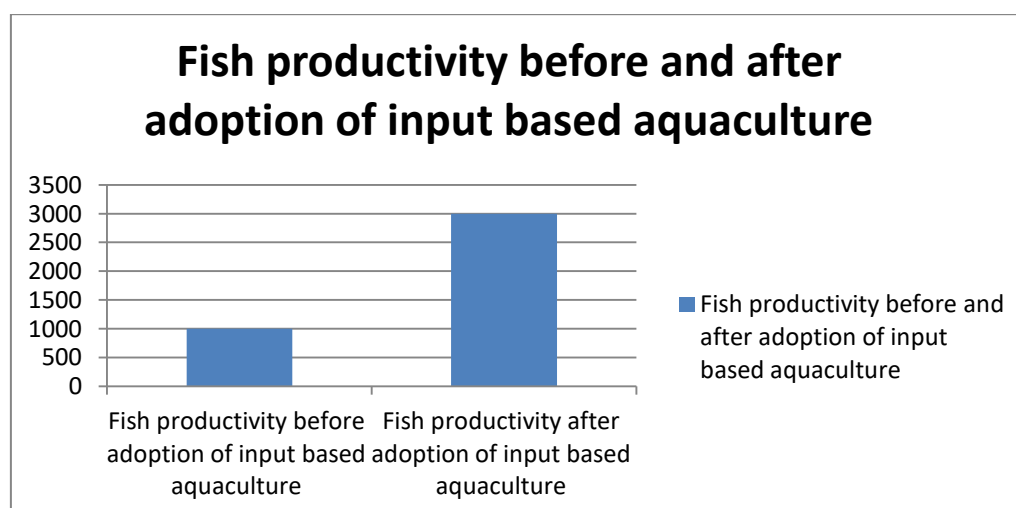 Fish productivity before and after
adoption of input based aquaculture
3500
3000
2500
2000
1500
1000
500
0
Fish productivity before
adoption of input based
aquaculture
Fish productivity after
adoption of input based
aquaculture
Fish productivity before and
after adoption of input
based aquaculture